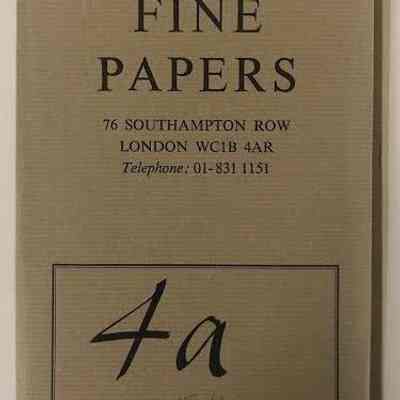 FINE
PAPERS
76 SOUTHAMPTON ROW
LONDON WC1B 4AR
Telephone: 01-831 1151
4a